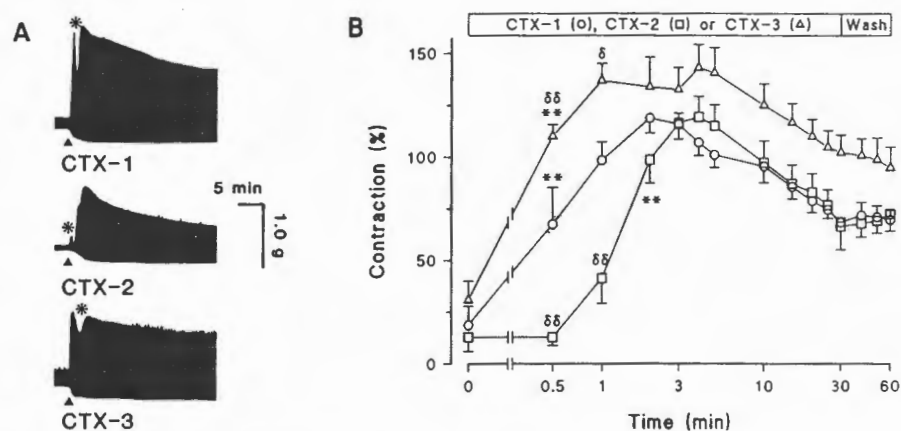 A
*
▲
CTX-1
*
▲
CTX-2
5 min
1.0 g
*
▲
CTX-3
B
CTX-1 (○), CTX-2 (□) or CTX-3 (△)
Wash
Contraction (%)
150
100
50
0
δ
δδ
**
**
**
δδ
δδ
0
0.5
1
3
10
30
60
Time (min)